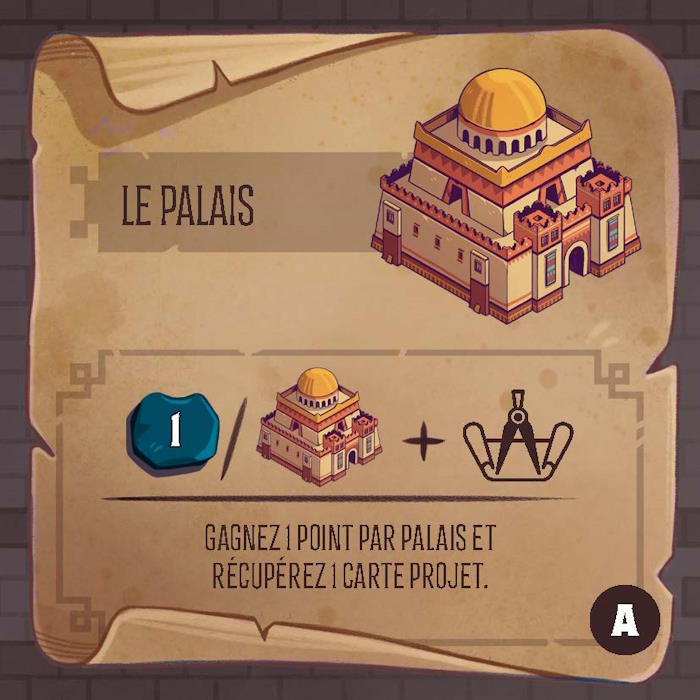 LE PALAIS
1
GAGNEZ 1 POINT PAR PALAIS ET
RÉCUPÉREZ 1 CARTE PROJET.
A